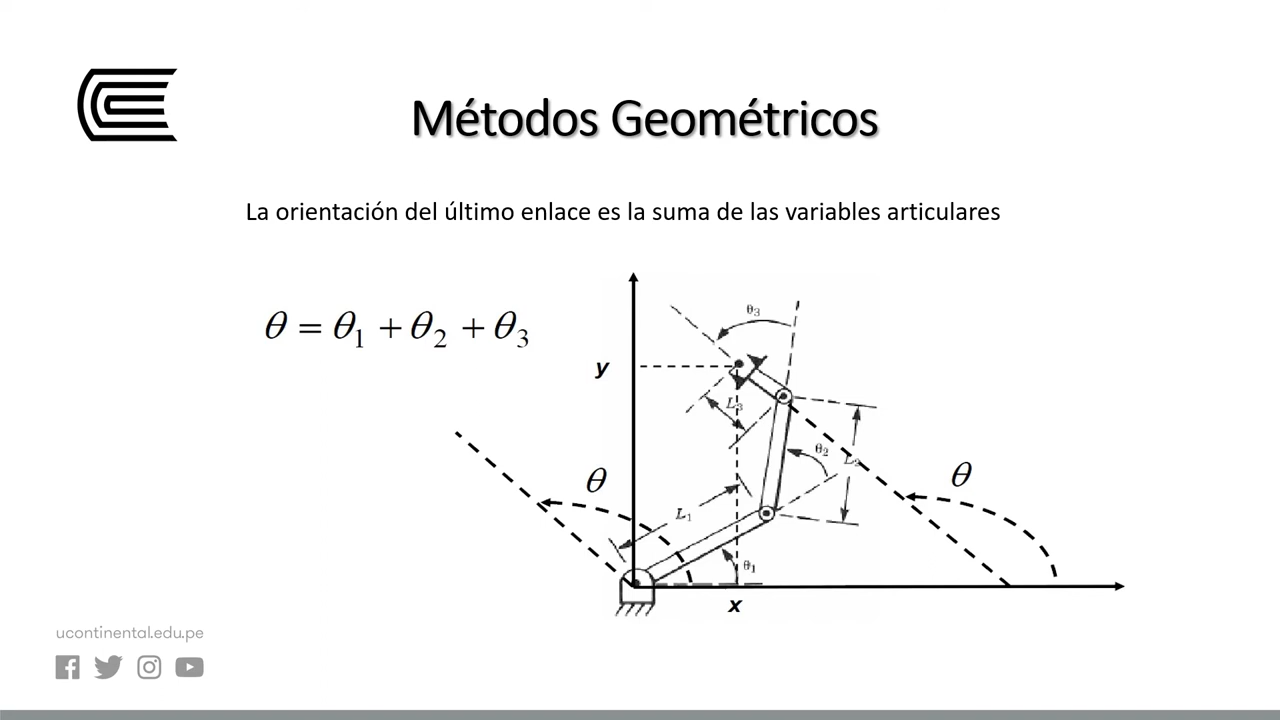 Métodos Geométricos
La orientación del último enlace es la suma de las variables articulares
θ = θ₁ + θ₂ + θ₃
θ₃
y
L₃
θ₂
L₂
θ
θ
L₁
θ₁
x
ucontinental.edu.pe